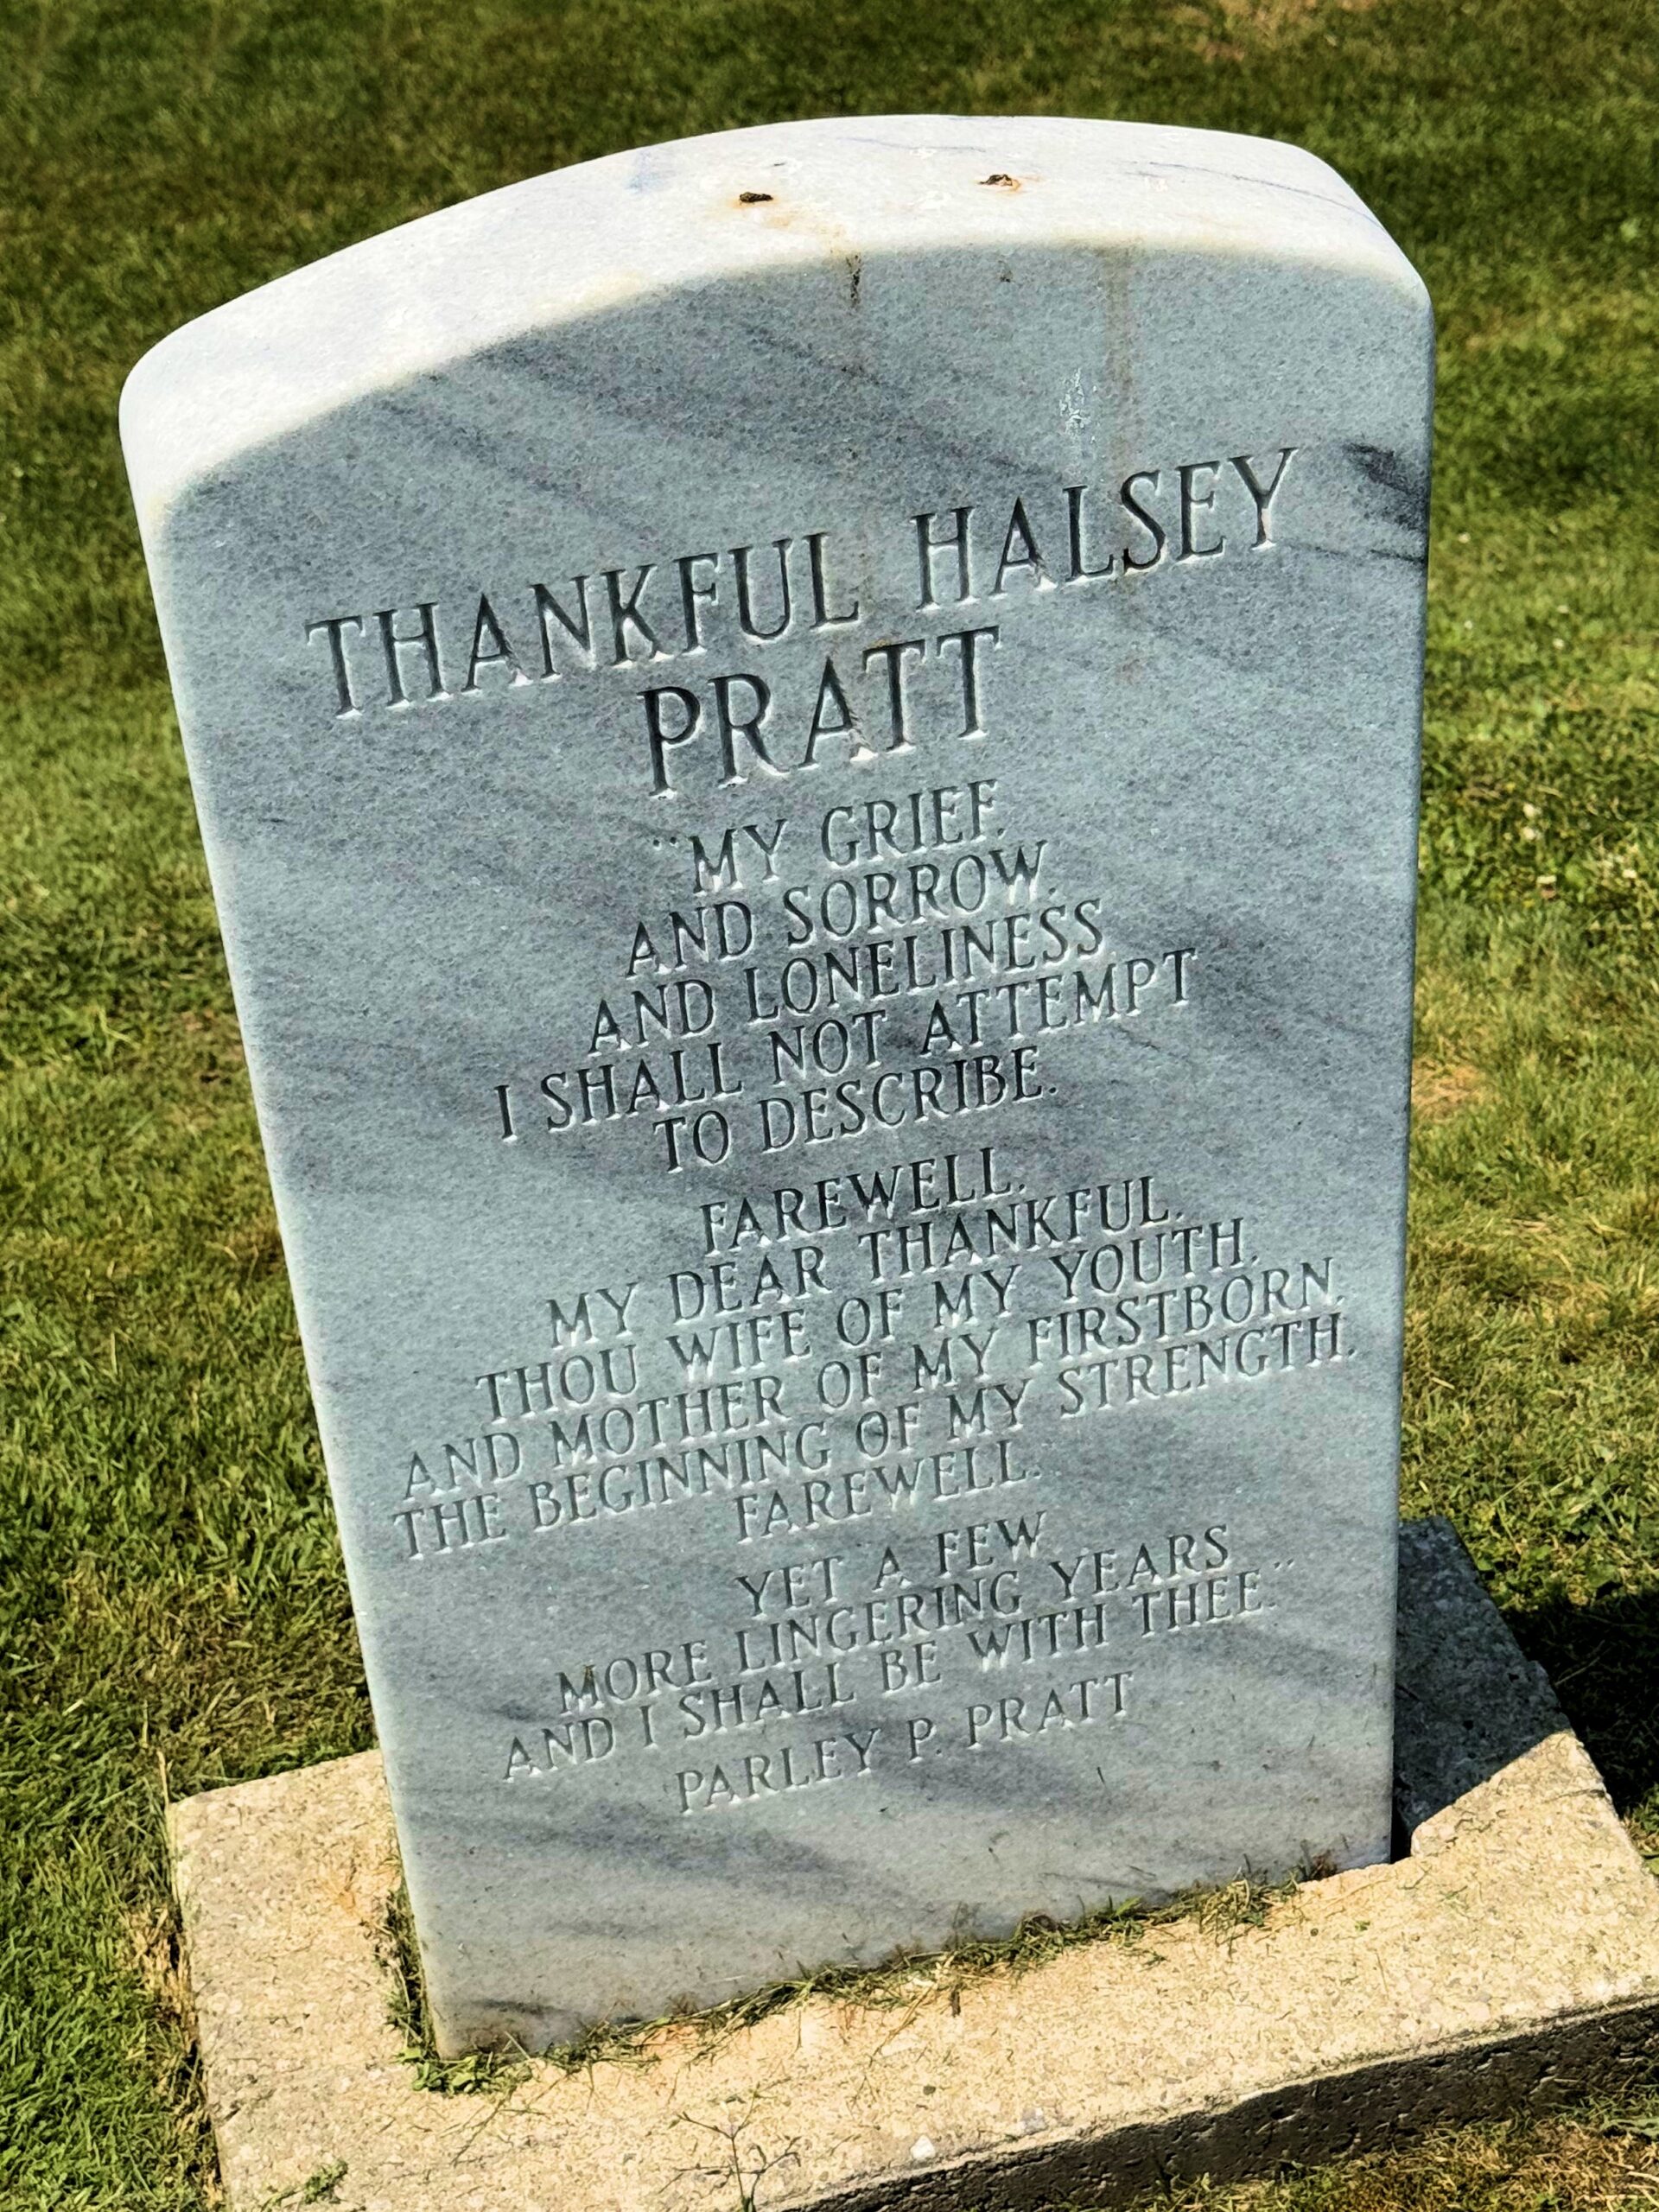 THANKFUL HALSEY
PRATT
"MY GRIEF,
AND SORROW,
AND LONELINESS
I SHALL NOT ATTEMPT
TO DESCRIBE.
FAREWELL,
MY DEAR THANKFUL,
THOU WIFE OF MY YOUTH,
AND MOTHER OF MY FIRSTBORN,
THE BEGINNING OF MY STRENGTH,
FAREWELL.
YET A FEW
MORE LINGERING YEARS
AND I SHALL BE WITH THEE."
PARLEY P. PRATT